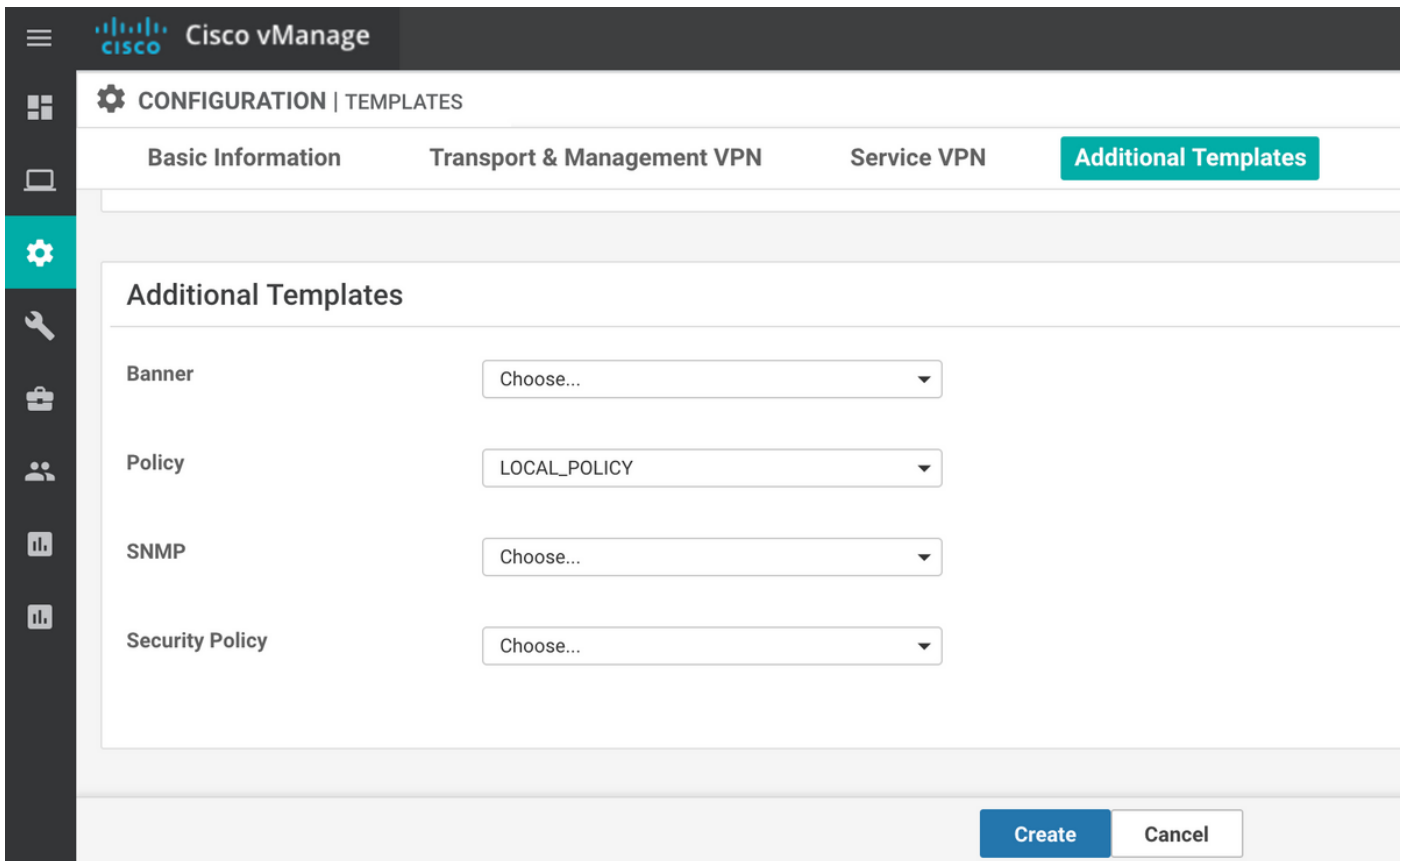 CISCO Cisco vManage
CONFIGURATION | TEMPLATES
Basic Information Transport & Management VPN Service VPN Additional Templates
Additional Templates
Banner Choose...
Policy LOCAL_POLICY
SNMP Choose...
Security Policy Choose...
Create Cancel